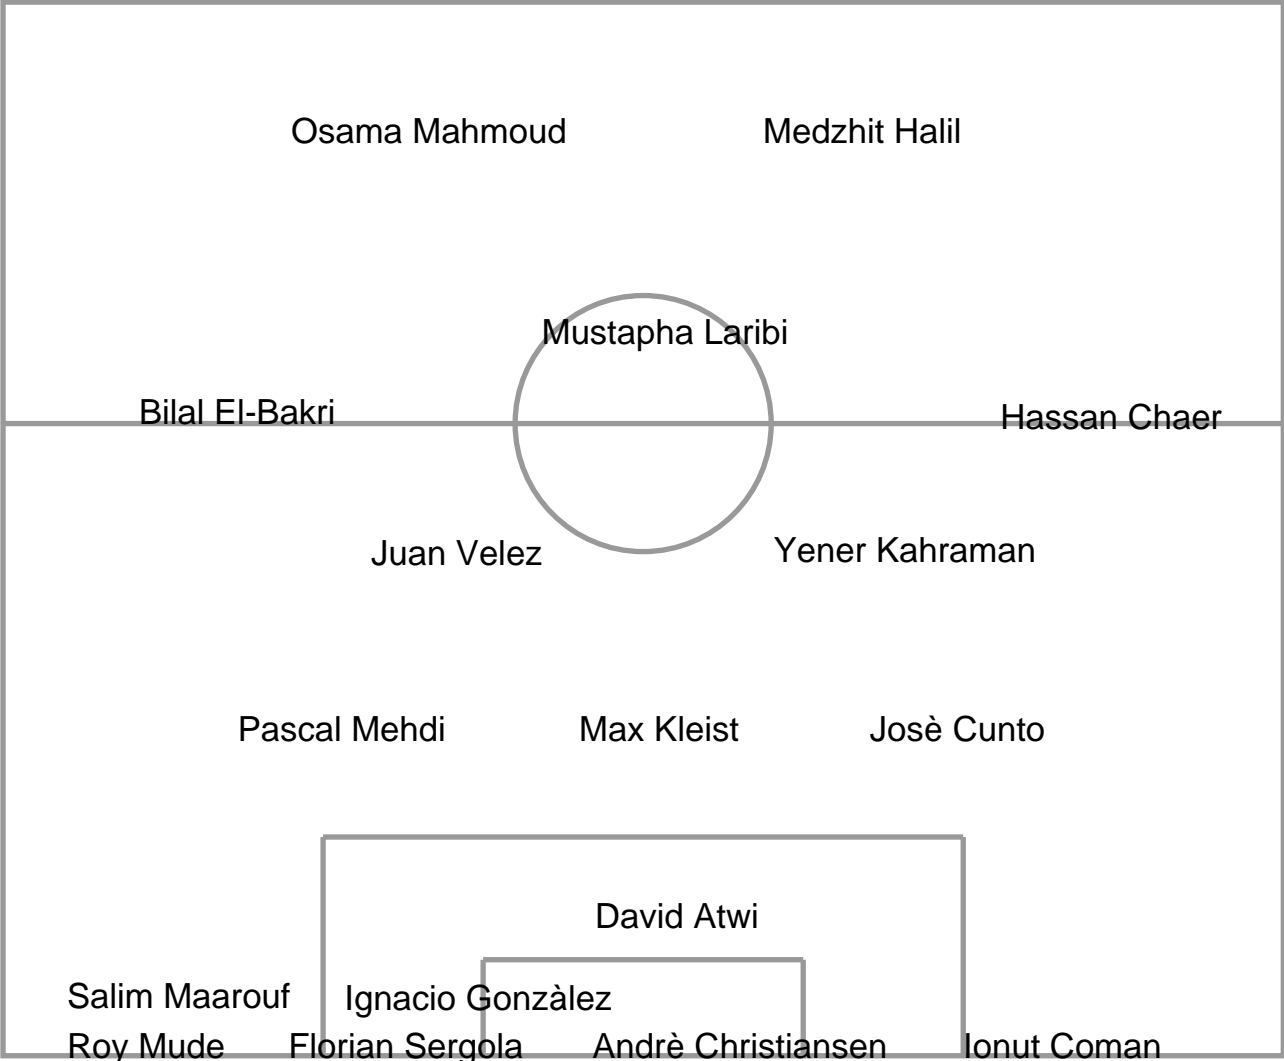 Osama Mahmoud Medzhit Halil
Mustapha Laribi
Bilal El-Bakri Hassan Chaer
Juan Velez Yener Kahraman
Pascal Mehdi Max Kleist Josè Cunto
David Atwi
Salim Maarouf Ignacio Gonzàlez
Roy Mude Florian Sergola Andrè Christiansen Ionut Coman